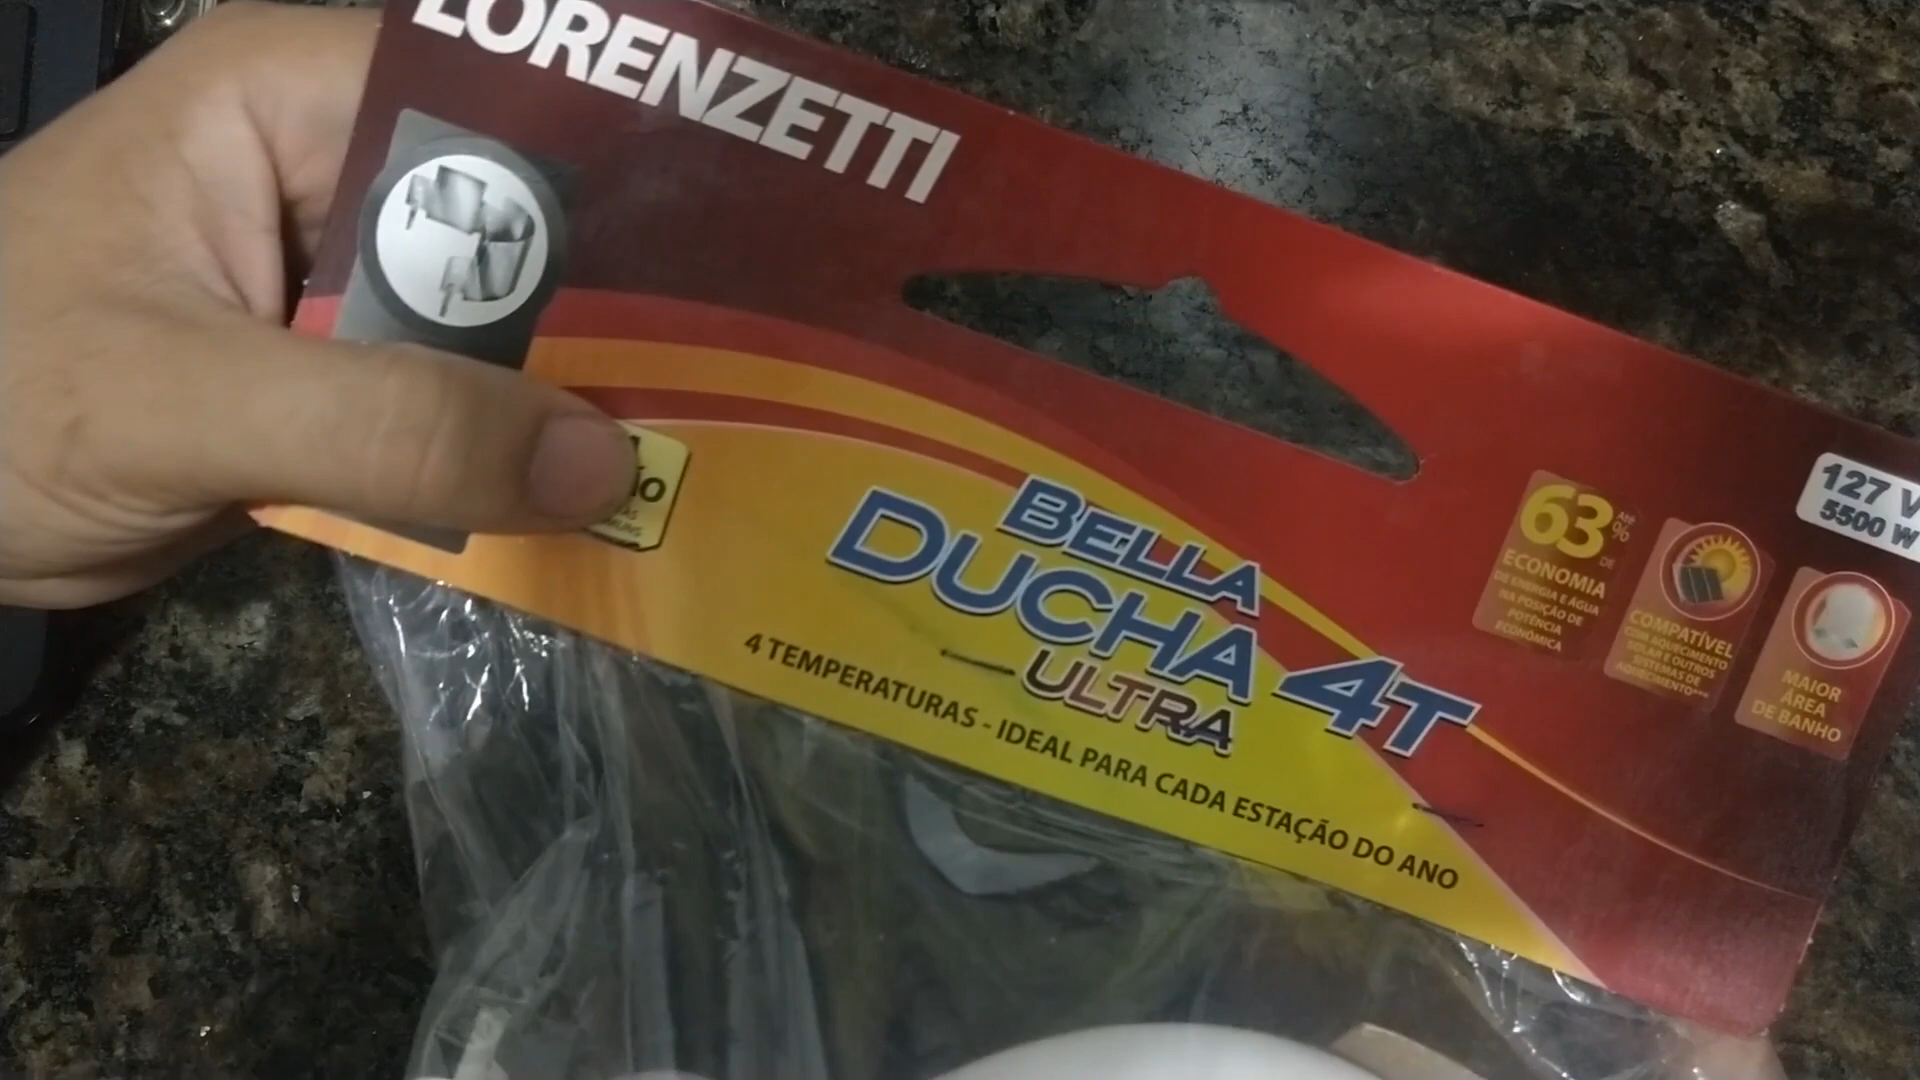 LORENZETTI
BELLA
DUCHA 4T
ULTRA
4 TEMPERATURAS - IDEAL PARA CADA ESTAÇÃO DO ANO
127 V
5500 W
ATÉ
63%
DE
ECONOMIA
DE ENERGIA E ÁGUA
NA POSIÇÃO DE
POTÊNCIA
ECONÔMICA
COMPATÍVEL
COM AQUECIMENTO
SOLAR E OUTROS
SISTEMAS DE
AQUECIMENTO***
MAIOR
ÁREA
DE BANHO